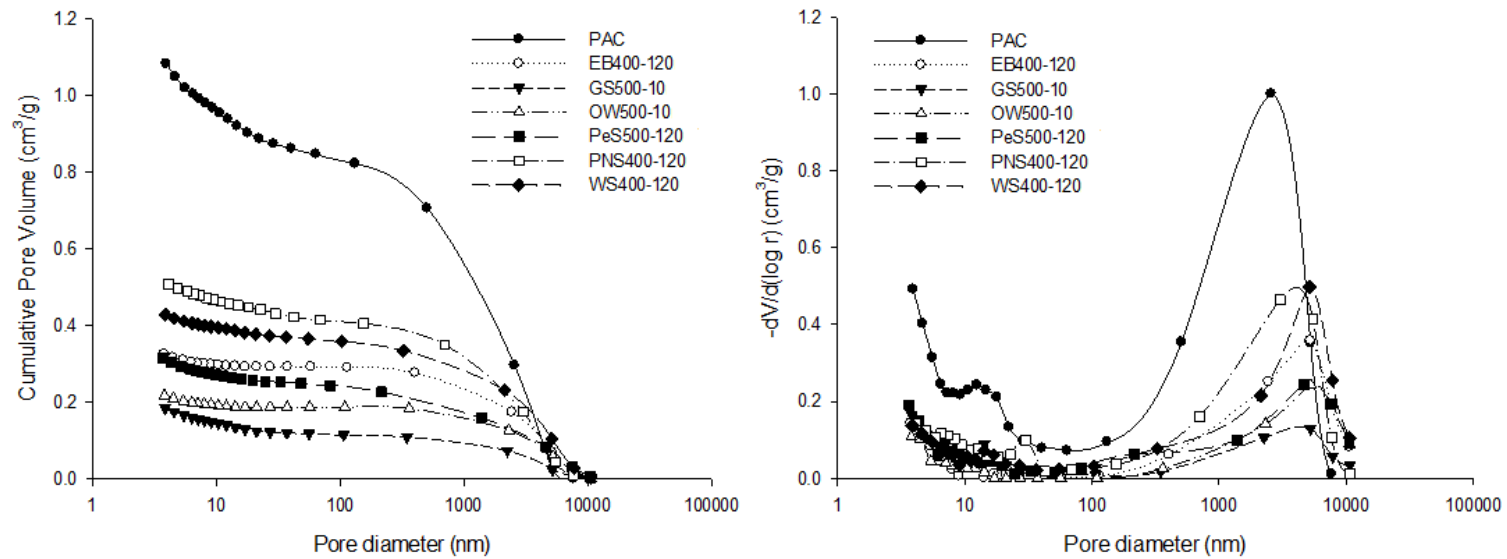 1.2
1.0
0.8
0.6
0.4
0.2
0.0
Cumulative Pore Volume (cm³/g)
PAC
EB400-120
GS500-10
OW500-10
PeS500-120
PNS400-120
WS400-120
1 10 100 1000 10000 100000
Pore diameter (nm)
1.2
1.0
0.8
0.6
0.4
0.2
0.0
-dV/d(log r) (cm³/g)
PAC
EB400-120
GS500-10
OW500-10
PeS500-120
PNS400-120
WS400-120
1 10 100 1000 10000 100000
Pore diameter (nm)